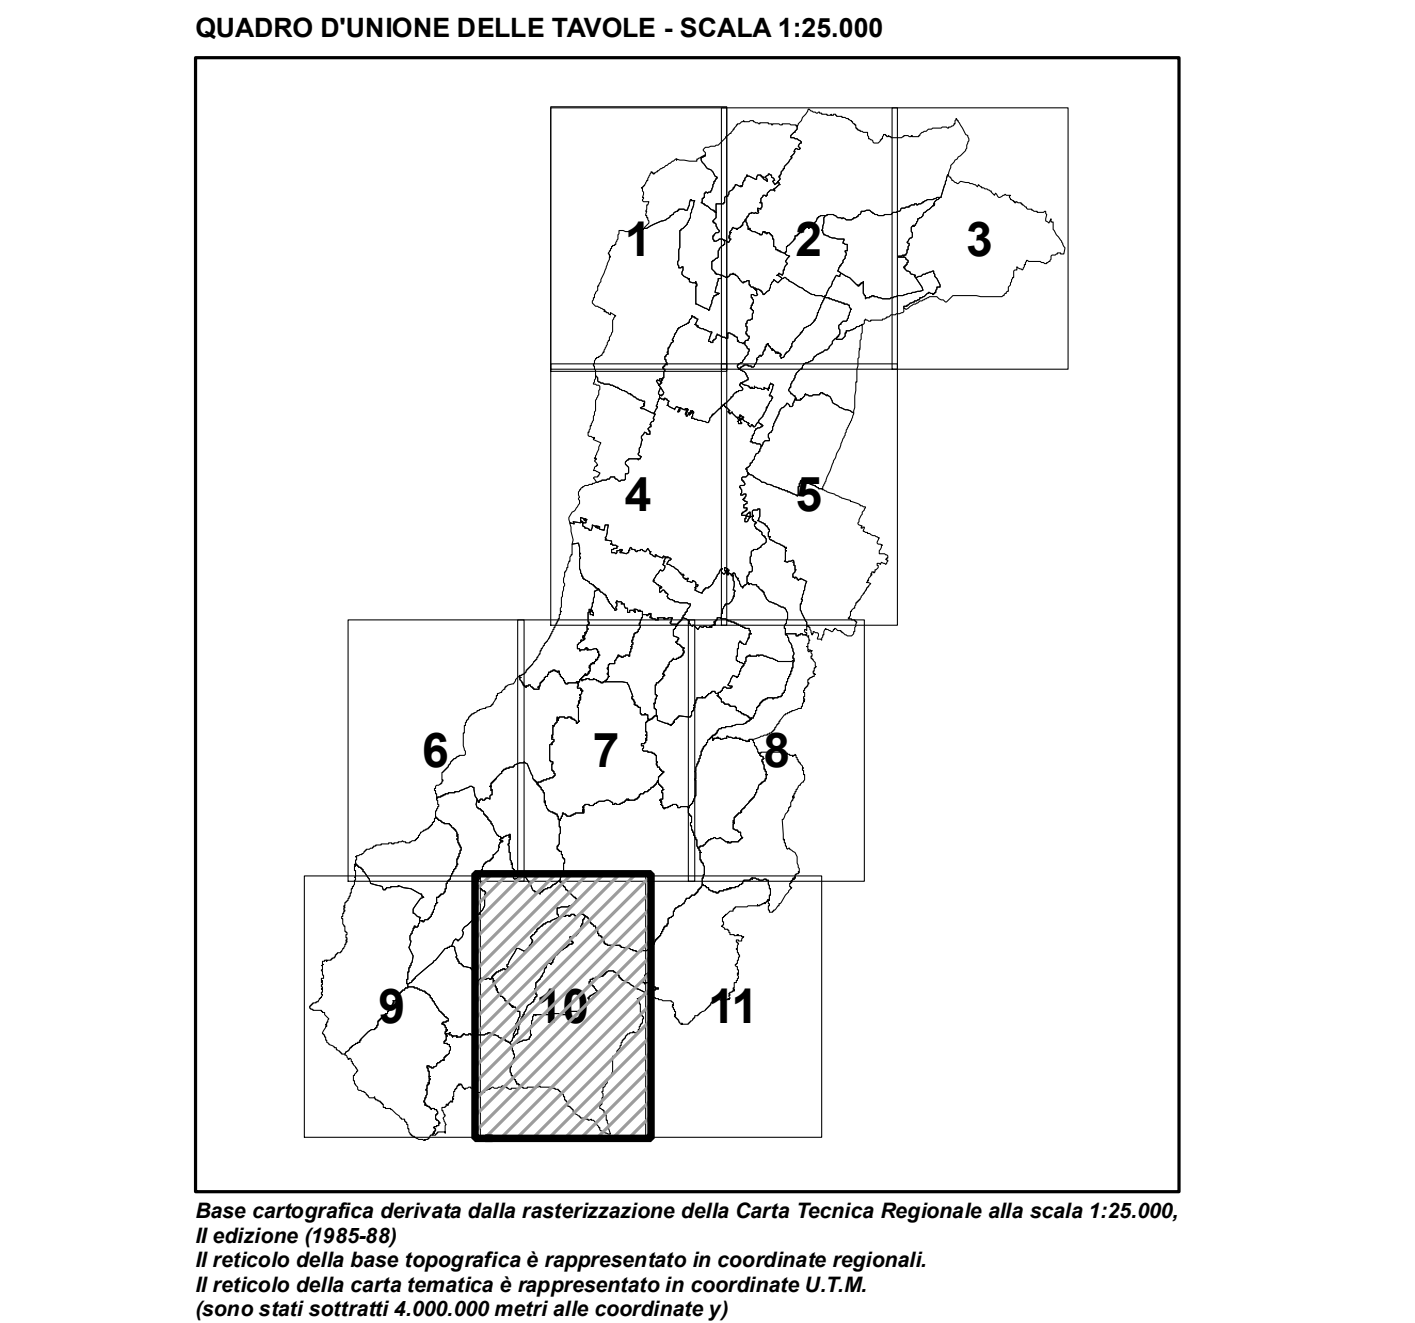 QUADRO D'UNIONE DELLE TAVOLE - SCALA 1:25.000
1
2
3
4
5
6
7
8
9
10
11
Base cartografica derivata dalla rasterizzazione della Carta Tecnica Regionale alla scala 1:25.000,
II edizione (1985-88)
Il reticolo della base topografica è rappresentato in coordinate regionali.
Il reticolo della carta tematica è rappresentato in coordinate U.T.M.
(sono stati sottratti 4.000.000 metri alle coordinate y)